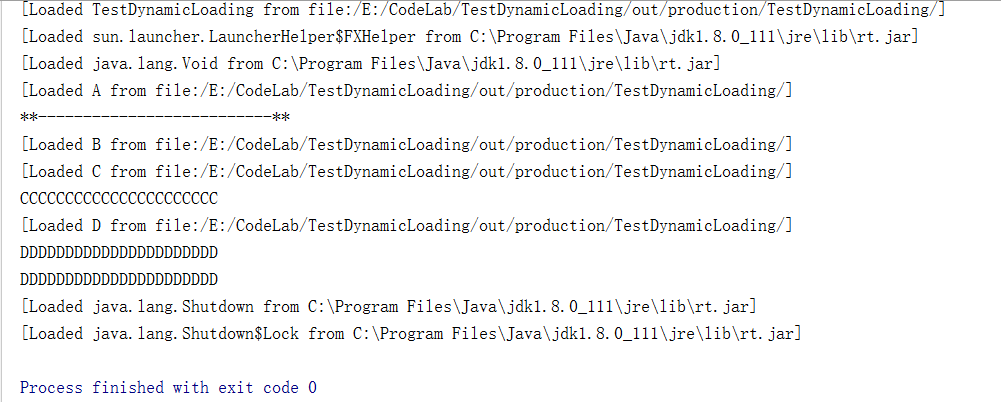 [Loaded TestDynamicLoading from file:/E:/CodeLab/TestDynamicLoading/out/production/TestDynamicLoading/]
[Loaded sun.launcher.LauncherHelper$FXHelper from C:\Program Files\Java\jdk1.8.0_111\jre\lib\rt.jar]
[Loaded java.lang.Void from C:\Program Files\Java\jdk1.8.0_111\jre\lib\rt.jar]
[Loaded A from file:/E:/CodeLab/TestDynamicLoading/out/production/TestDynamicLoading/]
**--------------------------**
[Loaded B from file:/E:/CodeLab/TestDynamicLoading/out/production/TestDynamicLoading/]
[Loaded C from file:/E:/CodeLab/TestDynamicLoading/out/production/TestDynamicLoading/]
CCCCCCCCCCCCCCCCCCCCCC
[Loaded D from file:/E:/CodeLab/TestDynamicLoading/out/production/TestDynamicLoading/]
DDDDDDDDDDDDDDDDDDDDDD
DDDDDDDDDDDDDDDDDDDDDD
[Loaded java.lang.Shutdown from C:\Program Files\Java\jdk1.8.0_111\jre\lib\rt.jar]
[Loaded java.lang.Shutdown$Lock from C:\Program Files\Java\jdk1.8.0_111\jre\lib\rt.jar]
Process finished with exit code 0